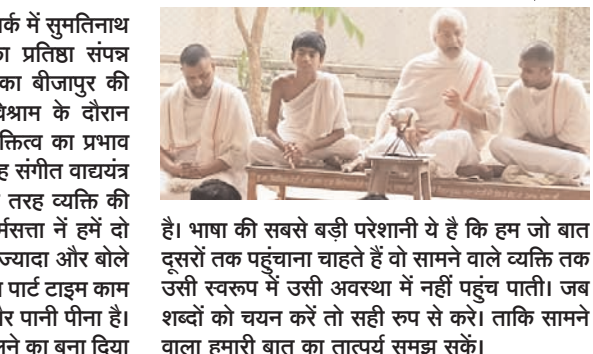 र्क में सुमतिनाथ
ा प्रतिष्ठा संपन्न
का बीजापुर की
वेश्राम के दौरान
क्तित्व का प्रभाव
ह संगीत वाद्ययंत्र
तरह व्यक्ति की
र्मसत्ता नें हमें दो
ज्यादा और बोले
पार्ट टाइम काम
र पानी पीना है।
लने का बना दिया
है। भाषा की सबसे बड़ी परेशानी ये है कि हम जो बात
दूसरों तक पहुंचाना चाहते हैं वो सामने वाले व्यक्ति तक
उसी स्वरूप में उसी अवस्था में नहीं पहुंच पाती। जब
शब्दों को चयन करें तो सही रुप से करे। ताकि सामने
वाला हमारी बात का तात्पर्य समझ सकें।